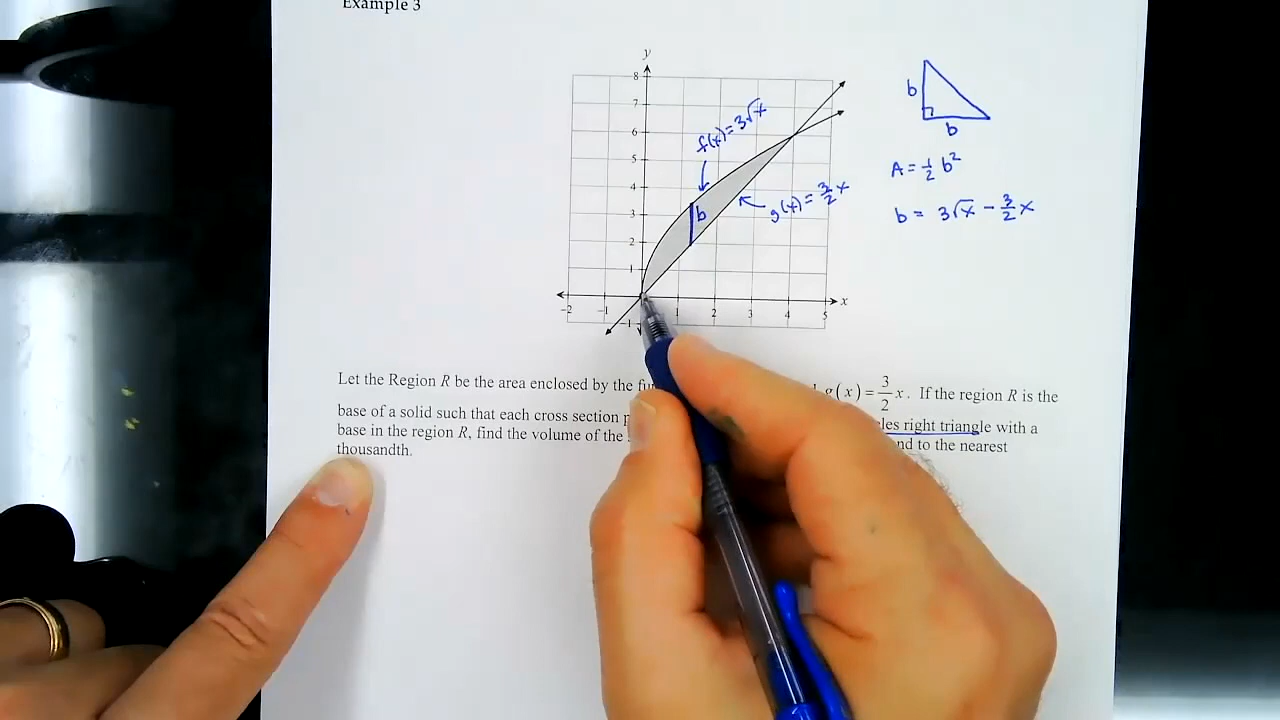 Example 3
y
8
7
6
5
4
3
2
1
-2 -1 1 2 3 4 5 x
-1
f(x) = 3√x
g(x) = 3/2 x
b
b
b
A = 1/2 b²
b = 3√x - 3/2 x
Let the Region R be the area enclosed by the g(x) = 3/2 x. If the region R is the
base of a solid such that each cross section right triangle with a
base in the region R, find the volume of the to the nearest
thousandth.